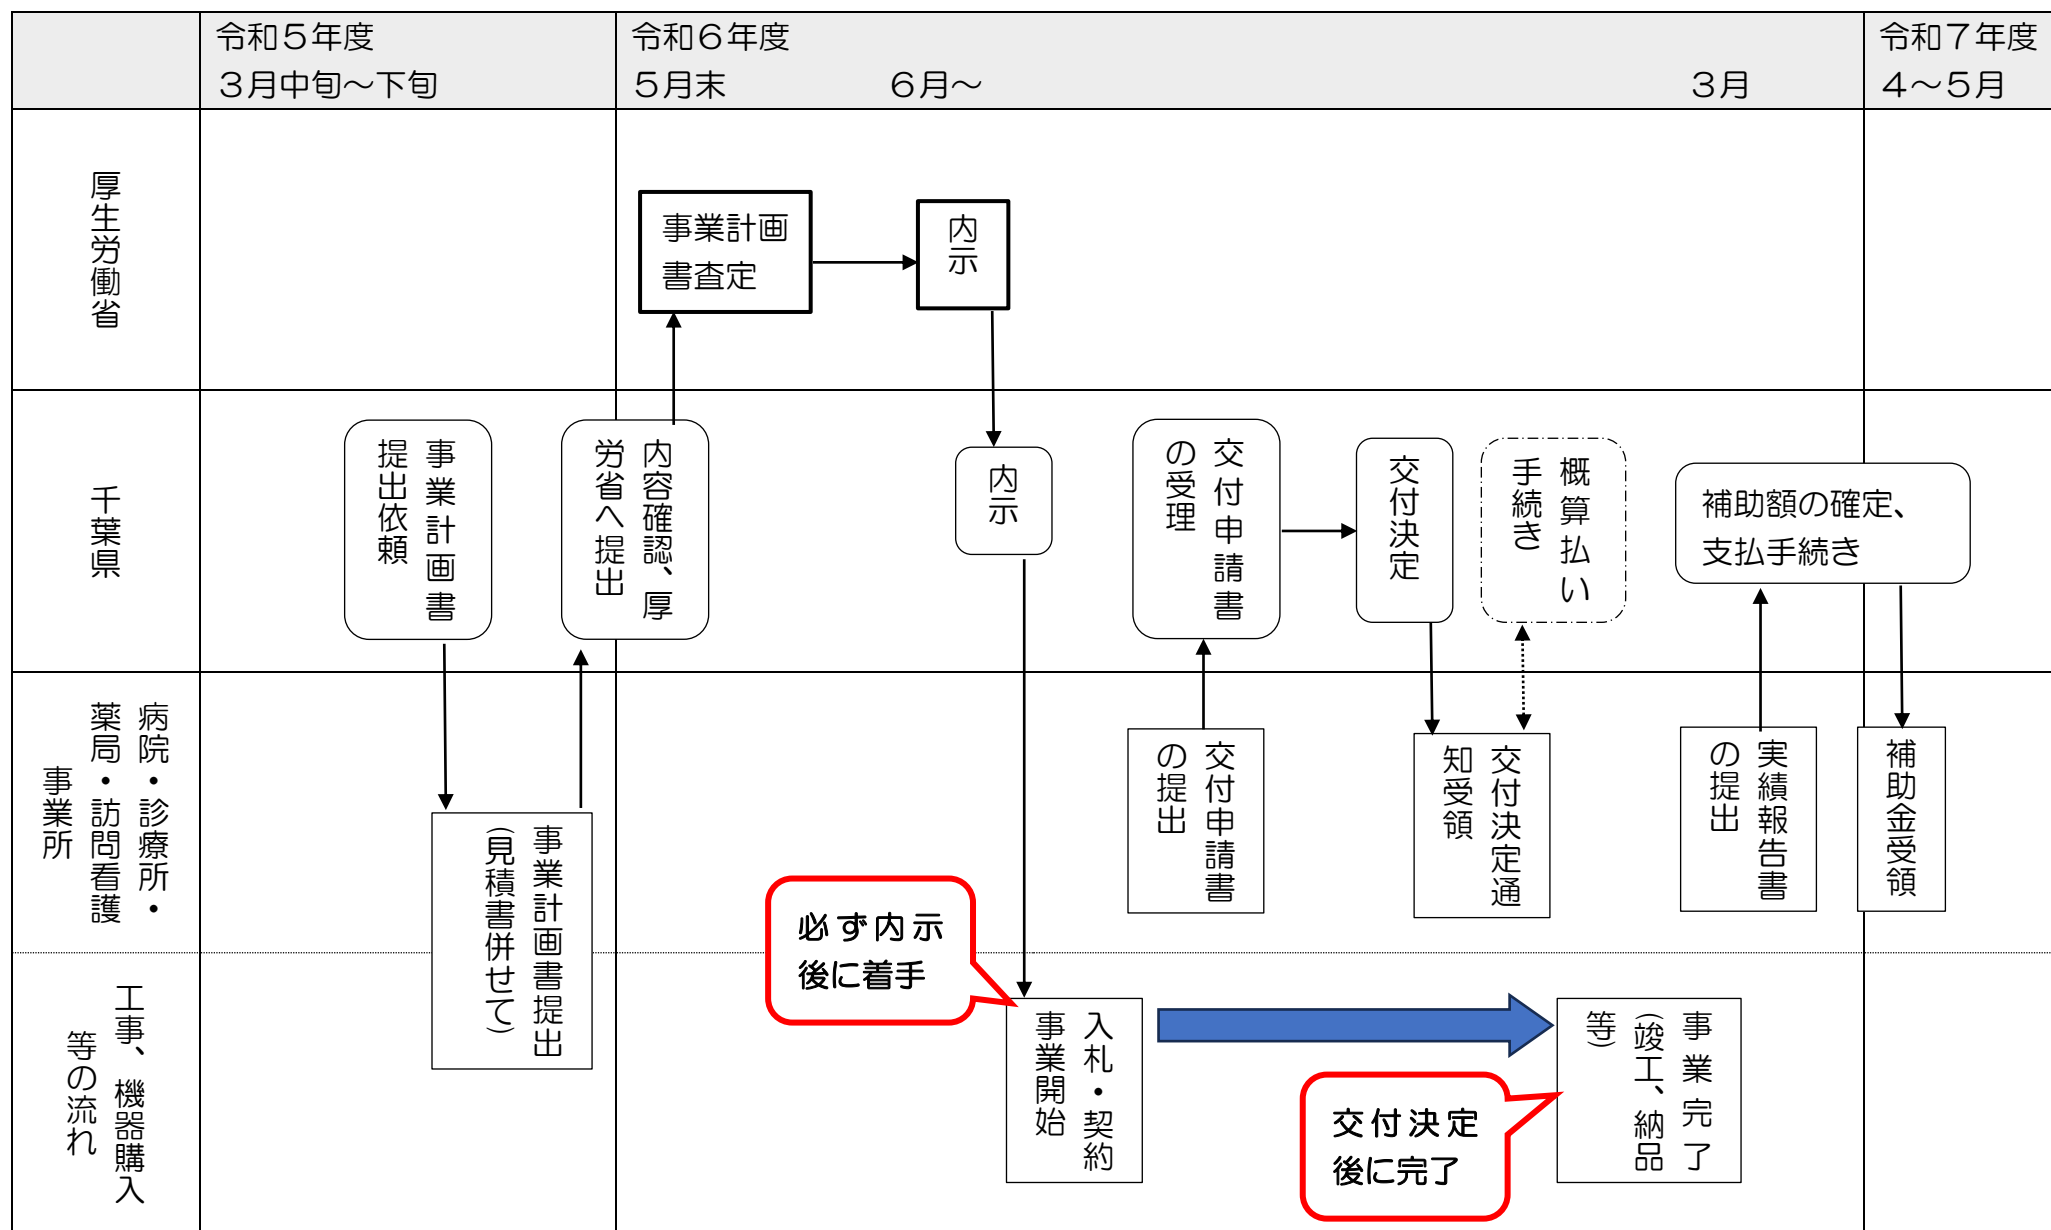 令和５年度
３月中旬～下旬
令和６年度
５月末
６月～
３月
令和７年度
４～５月
厚生労働省
事業計画
書査定
内示
千葉県
事業計画書
提出依頼
内容確認、厚
労省へ提出
内示
交付申請書
の受理
交付決定
概算払い
手続き
補助額の確定、
支払手続き
病院・診療所・
薬局・訪問看護
事業所
事業計画書提出
（見積書併せて）
交付申請書
の提出
交付決定通
知受領
実績報告書
の提出
補助金受領
必ず内示
後に着手
工事、機器購入
等の流れ
入札・契約
事業開始
交付決定
後に完了
事業完了
（竣工、納品
等）